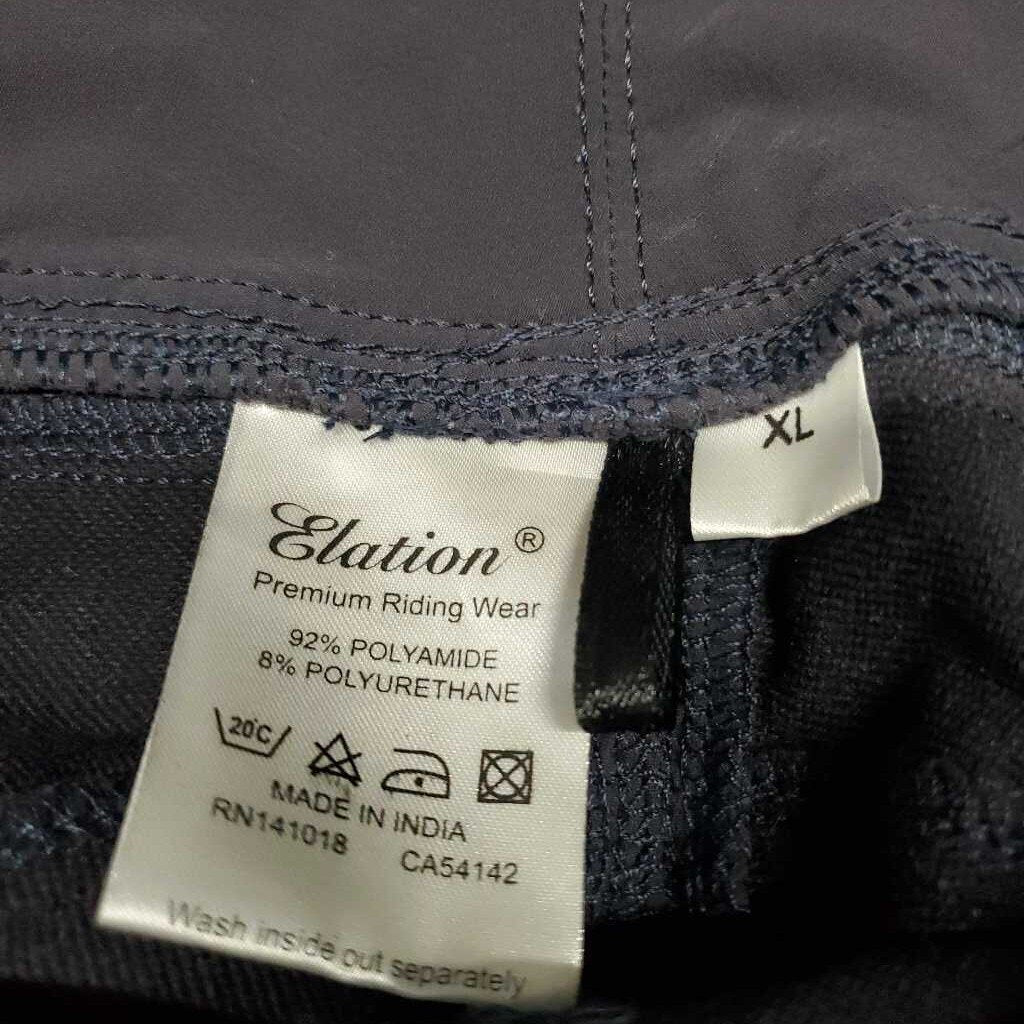 XL
Elation®
Premium Riding Wear
92% POLYAMIDE
8% POLYURETHANE
20°C
MADE IN INDIA
RN141018 CA54142
Wash inside out separately